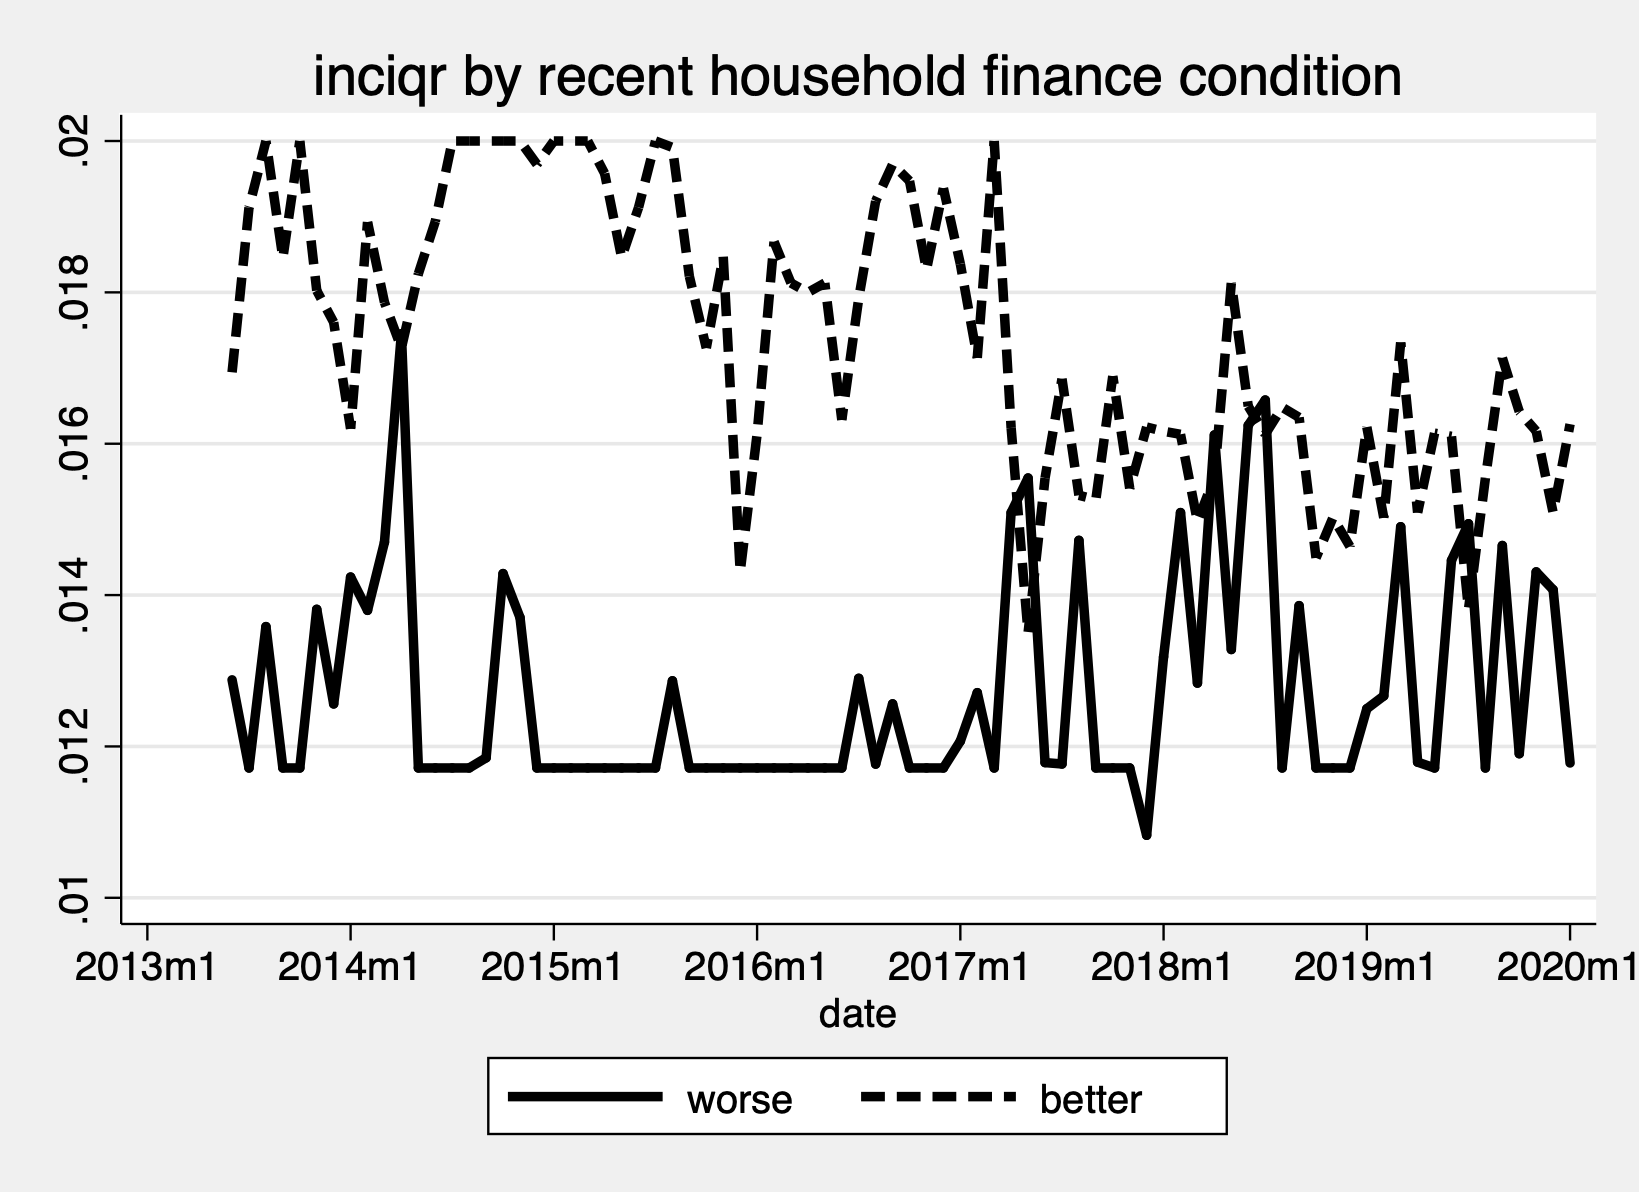 inciqr by recent household finance condition
.02
.018
.016
.014
.012
.01
2013m1 2014m1 2015m1 2016m1 2017m1 2018m1 2019m1 2020m1
date
worse better